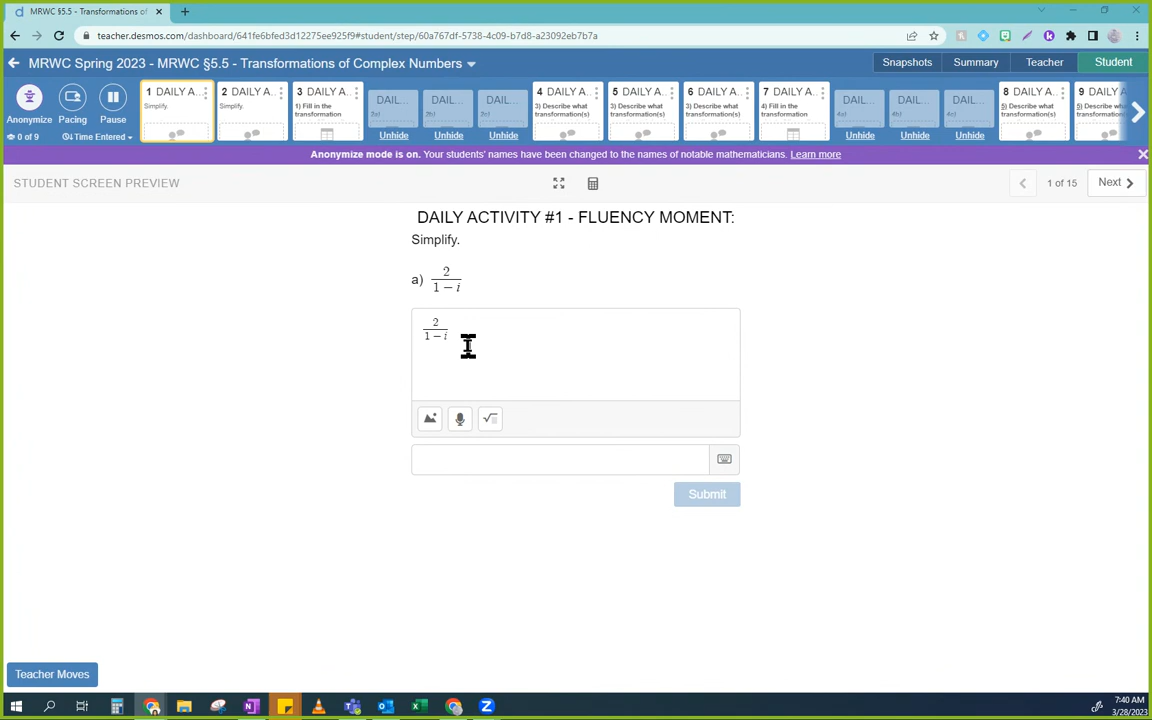 MRWC §5.5 - Transformations of
teacher.desmos.com/dashboard/641fe6bfed3d12275ee925f9#student/step/60a767df-5738-4c09-b7d8-a23092eb7b7a
MRWC Spring 2023 - MRWC §5.5 - Transformations of Complex Numbers
Snapshots
Summary
Teacher
Student
Anonymize
Pacing
Pause
0 of 9
Time Entered
1 DAILY A...
Simplify.
2 DAILY A...
Simplify.
3 DAILY A...
1) Fill in the
transformation
DAIL...
2a)
Unhide
DAIL...
2b)
Unhide
DAIL...
2c)
Unhide
4 DAILY A...
3) Describe what
transformation(s)
5 DAILY A...
3) Describe what
transformation(s)
6 DAILY A...
3) Describe what
transformation(s)
7 DAILY A...
4) Fill in the
transformation
DAIL...
4a)
Unhide
DAIL...
4b)
Unhide
DAIL...
4c)
Unhide
8 DAILY A...
5) Describe what
transformation(s)
9 DAILY A...
5) Describe what
transformation(s)
Anonymize mode is on. Your students' names have been changed to the names of notable mathematicians. Learn more
STUDENT SCREEN PREVIEW
1 of 15
Next
DAILY ACTIVITY #1 - FLUENCY MOMENT:
Simplify.
a) 2/(1 − i)
2/(1 − i)
Submit
Teacher Moves
7:40 AM
3/28/2023